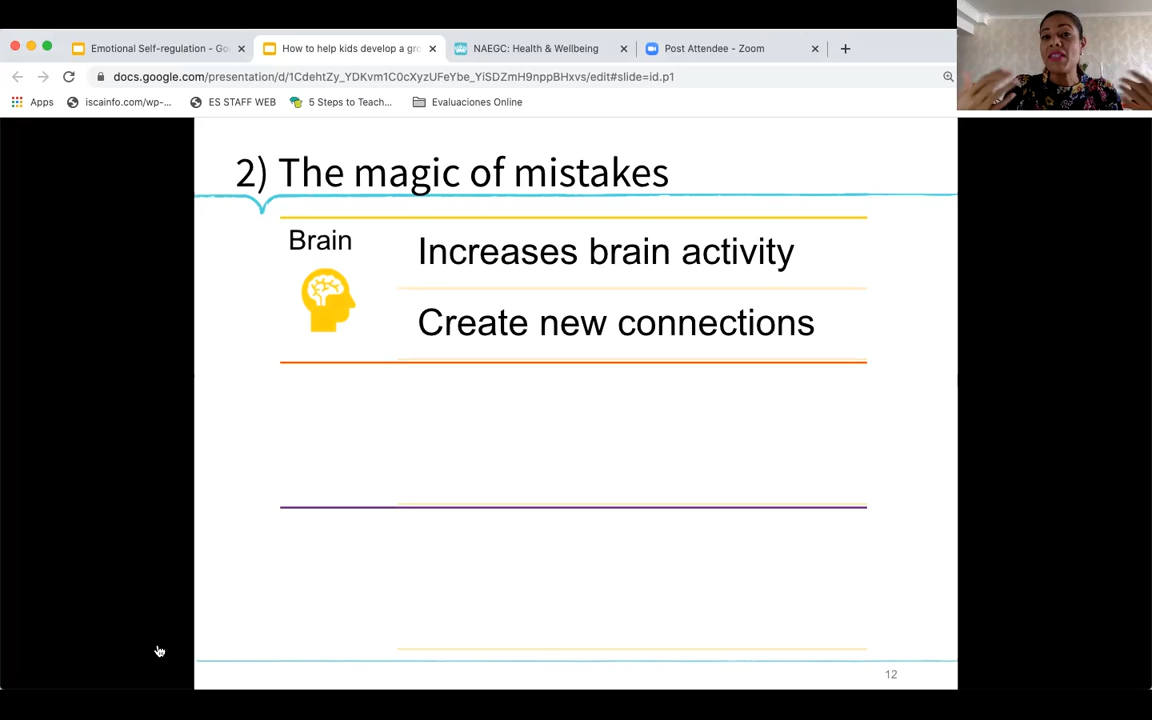 Emotional Self-regulation - Go
How to help kids develop a gr
NAEGC: Health & Wellbeing
Post Attendee - Zoom
docs.google.com/presentation/d/1CdehtZy_YDKvm1C0cXyzUFeYbe_YiSDZmH9nppBHxvs/edit#slide=id.p1
Apps
iscainfo.com/wp-...
ES STAFF WEB
5 Steps to Teach...
Evaluaciones Online
2) The magic of mistakes
Brain
Increases brain activity
Create new connections
12